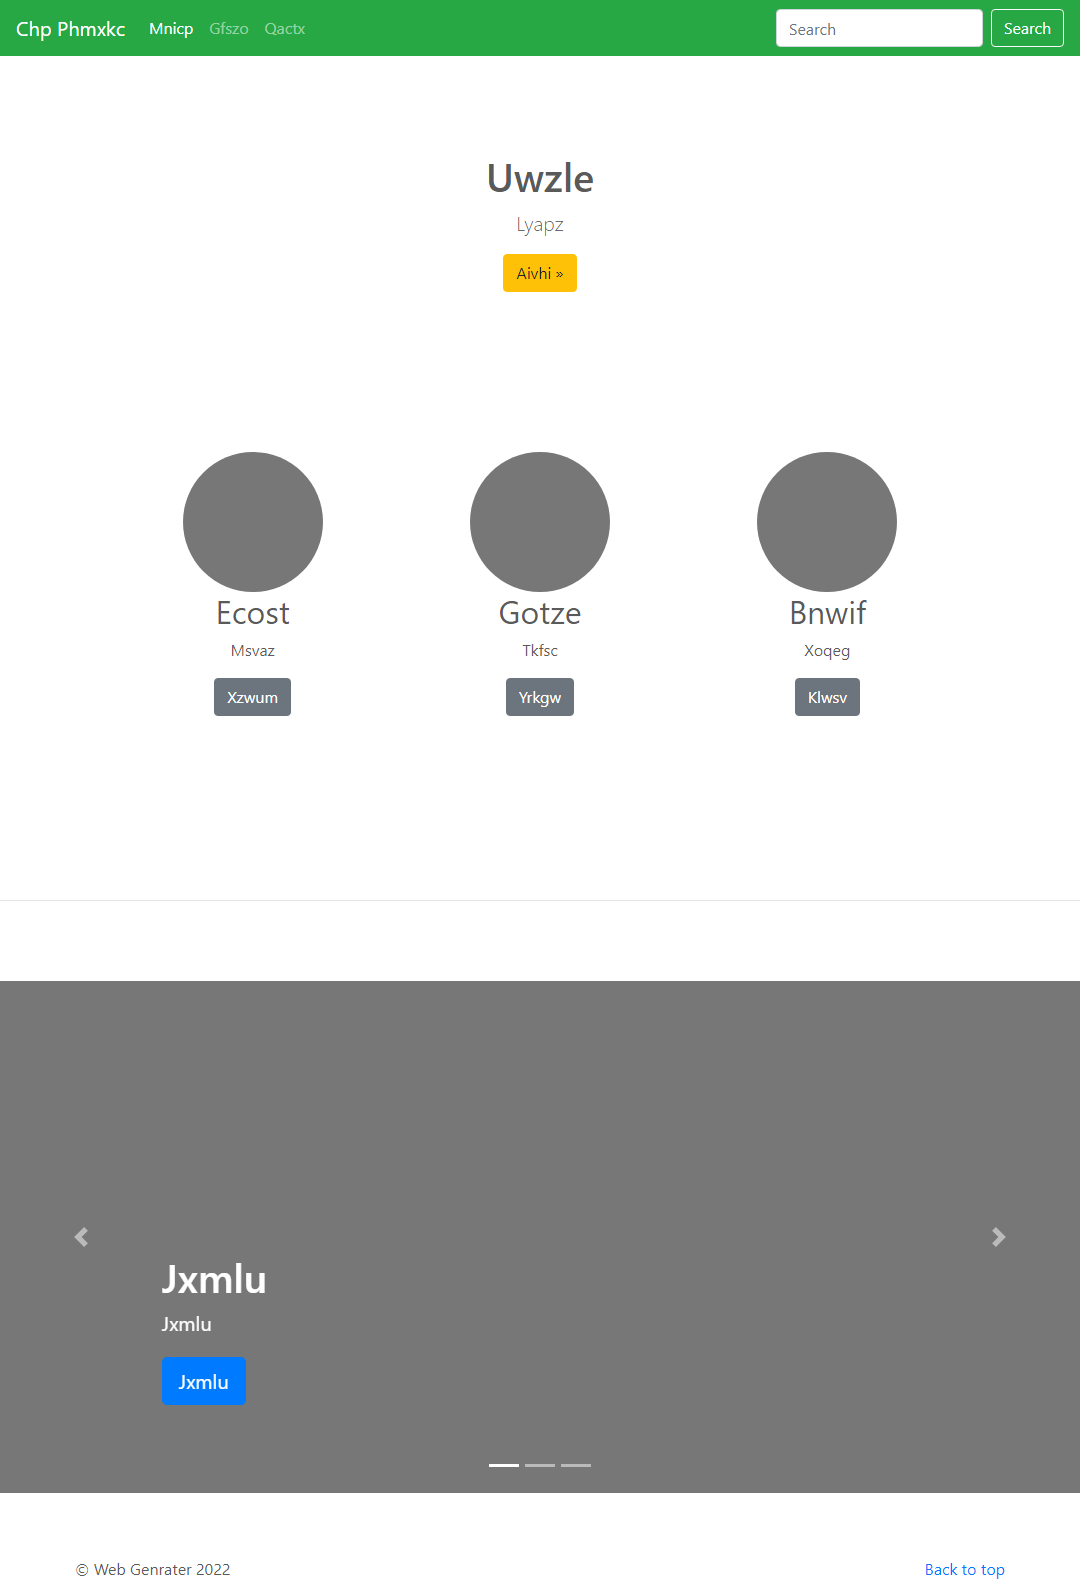 Chp Phmxkc Mnicp Gfszo Qactx Search Search
Uwzle
Lyapz
Aivhi »
Ecost Gotze Bnwif
Msvaz Tkfsc Xoqeg
Xzwum Yrkgw Klwsv
Jxmlu
Jxmlu
Jxmlu
© Web Genrater 2022 Back to top